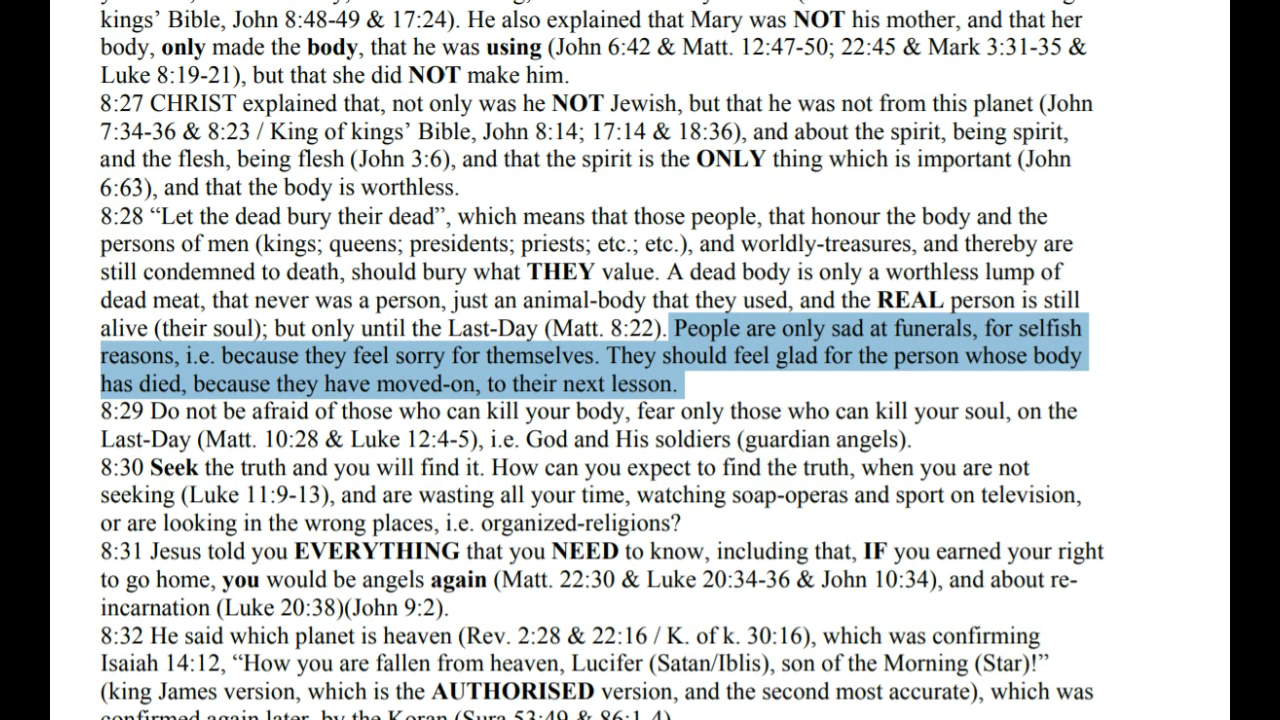 kings’ Bible, John 8:48-49 & 17:24). He also explained that Mary was NOT his mother, and that her
body, only made the body, that he was using (John 6:42 & Matt. 12:47-50; 22:45 & Mark 3:31-35 &
Luke 8:19-21), but that she did NOT make him.
8:27 CHRIST explained that, not only was he NOT Jewish, but that he was not from this planet (John
7:34-36 & 8:23 / King of kings’ Bible, John 8:14; 17:14 & 18:36), and about the spirit, being spirit,
and the flesh, being flesh (John 3:6), and that the spirit is the ONLY thing which is important (John
6:63), and that the body is worthless.
8:28 “Let the dead bury their dead”, which means that those people, that honour the body and the
persons of men (kings; queens; presidents; priests; etc.; etc.), and worldly-treasures, and thereby are
still condemned to death, should bury what THEY value. A dead body is only a worthless lump of
dead meat, that never was a person, just an animal-body that they used, and the REAL person is still
alive (their soul); but only until the Last-Day (Matt. 8:22). People are only sad at funerals, for selfish
reasons, i.e. because they feel sorry for themselves. They should feel glad for the person whose body
has died, because they have moved-on, to their next lesson.
8:29 Do not be afraid of those who can kill your body, fear only those who can kill your soul, on the
Last-Day (Matt. 10:28 & Luke 12:4-5), i.e. God and His soldiers (guardian angels).
8:30 Seek the truth and you will find it. How can you expect to find the truth, when you are not
seeking (Luke 11:9-13), and are wasting all your time, watching soap-operas and sport on television,
or are looking in the wrong places, i.e. organized-religions?
8:31 Jesus told you EVERYTHING that you NEED to know, including that, IF you earned your right
to go home, you would be angels again (Matt. 22:30 & Luke 20:34-36 & John 10:34), and about re-
incarnation (Luke 20:38)(John 9:2).
8:32 He said which planet is heaven (Rev. 2:28 & 22:16 / K. of k. 30:16), which was confirming
Isaiah 14:12, “How you are fallen from heaven, Lucifer (Satan/Iblis), son of the Morning (Star)!”
(king James version, which is the AUTHORISED version, and the second most accurate), which was
confirmed again later, by the Koran (Sura 53:49 & 86:1-4)